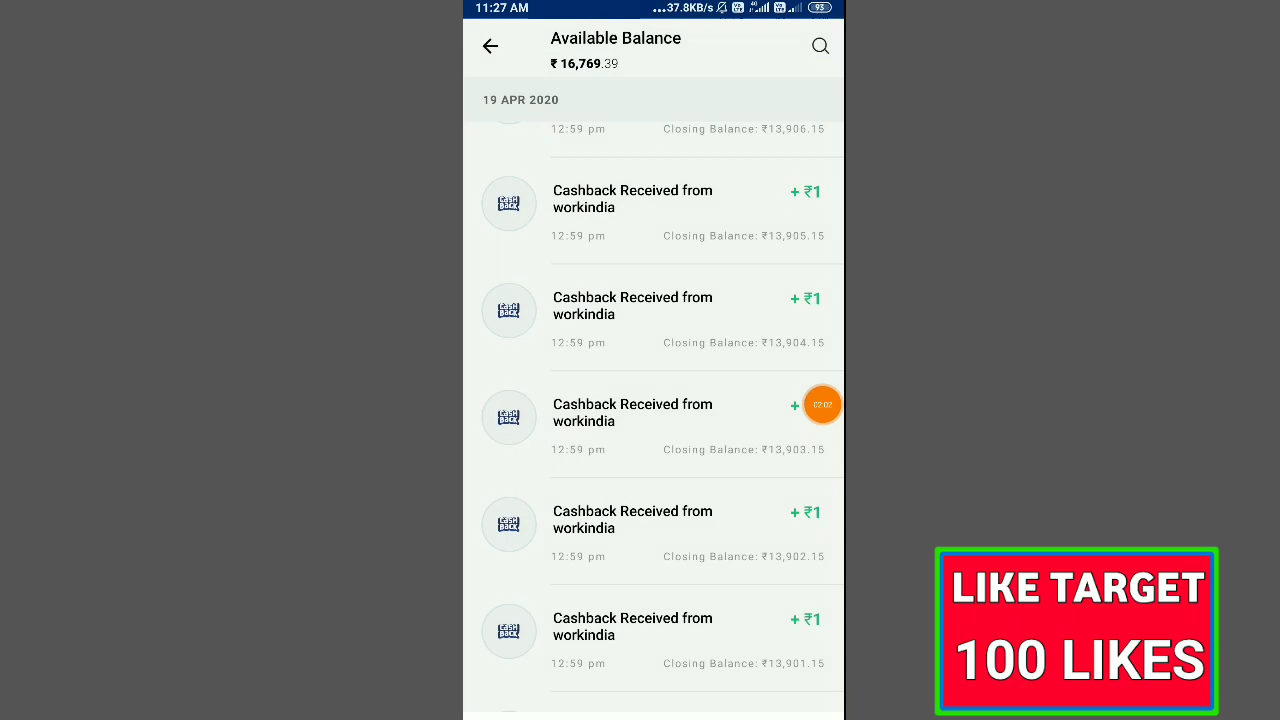 11:27 AM
...37.8KB/s
93
Available Balance
₹ 16,769.39
19 APR 2020
12:59 pm Closing Balance: ₹13,906.15
Cashback Received from + ₹1
workindia
12:59 pm Closing Balance: ₹13,905.15
Cashback Received from + ₹1
workindia
12:59 pm Closing Balance: ₹13,904.15
Cashback Received from +
workindia
02:02
12:59 pm Closing Balance: ₹13,903.15
Cashback Received from + ₹1
workindia
12:59 pm Closing Balance: ₹13,902.15
Cashback Received from + ₹1
workindia
12:59 pm Closing Balance: ₹13,901.15
LIKE TARGET
100 LIKES